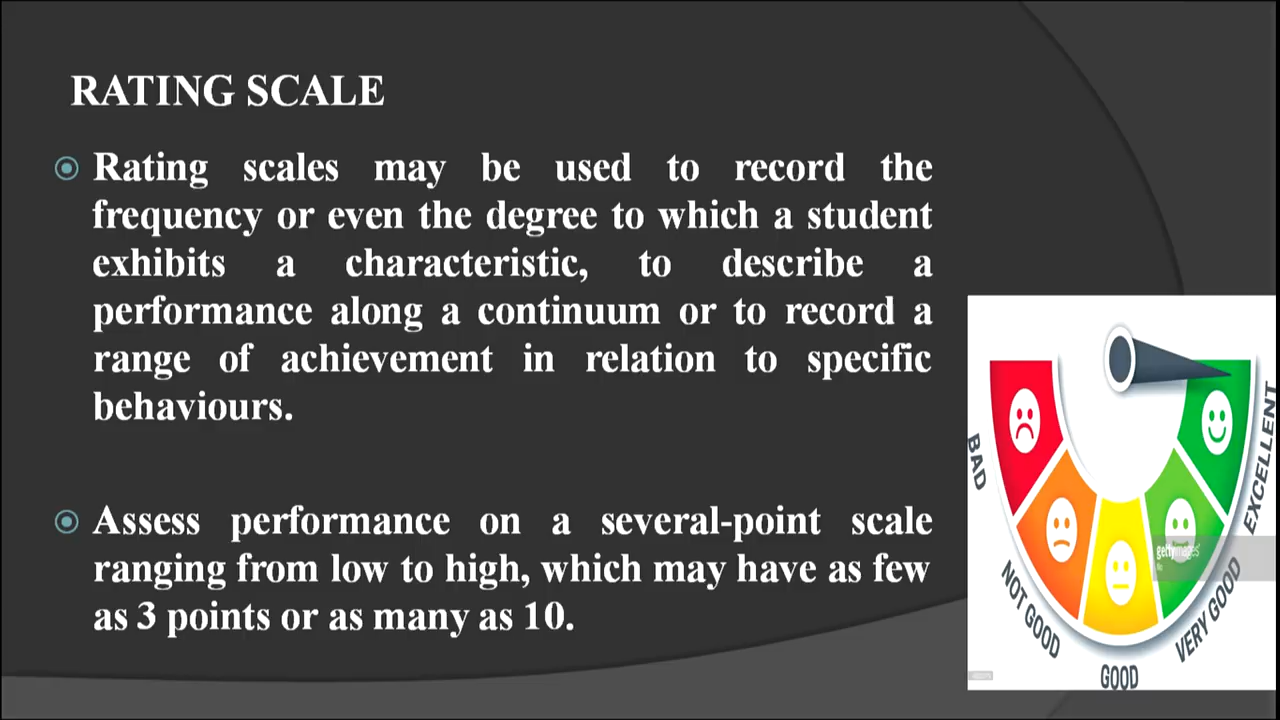 RATING SCALE
Rating scales may be used to record the
frequency or even the degree to which a student
exhibits a characteristic, to describe a
performance along a continuum or to record a
range of achievement in relation to specific
behaviours.
Assess performance on a several-point scale
ranging from low to high, which may have as few
as 3 points or as many as 10.
BAD
NOT GOOD
GOOD
VERY GOOD
EXCELLENT
gettyimages